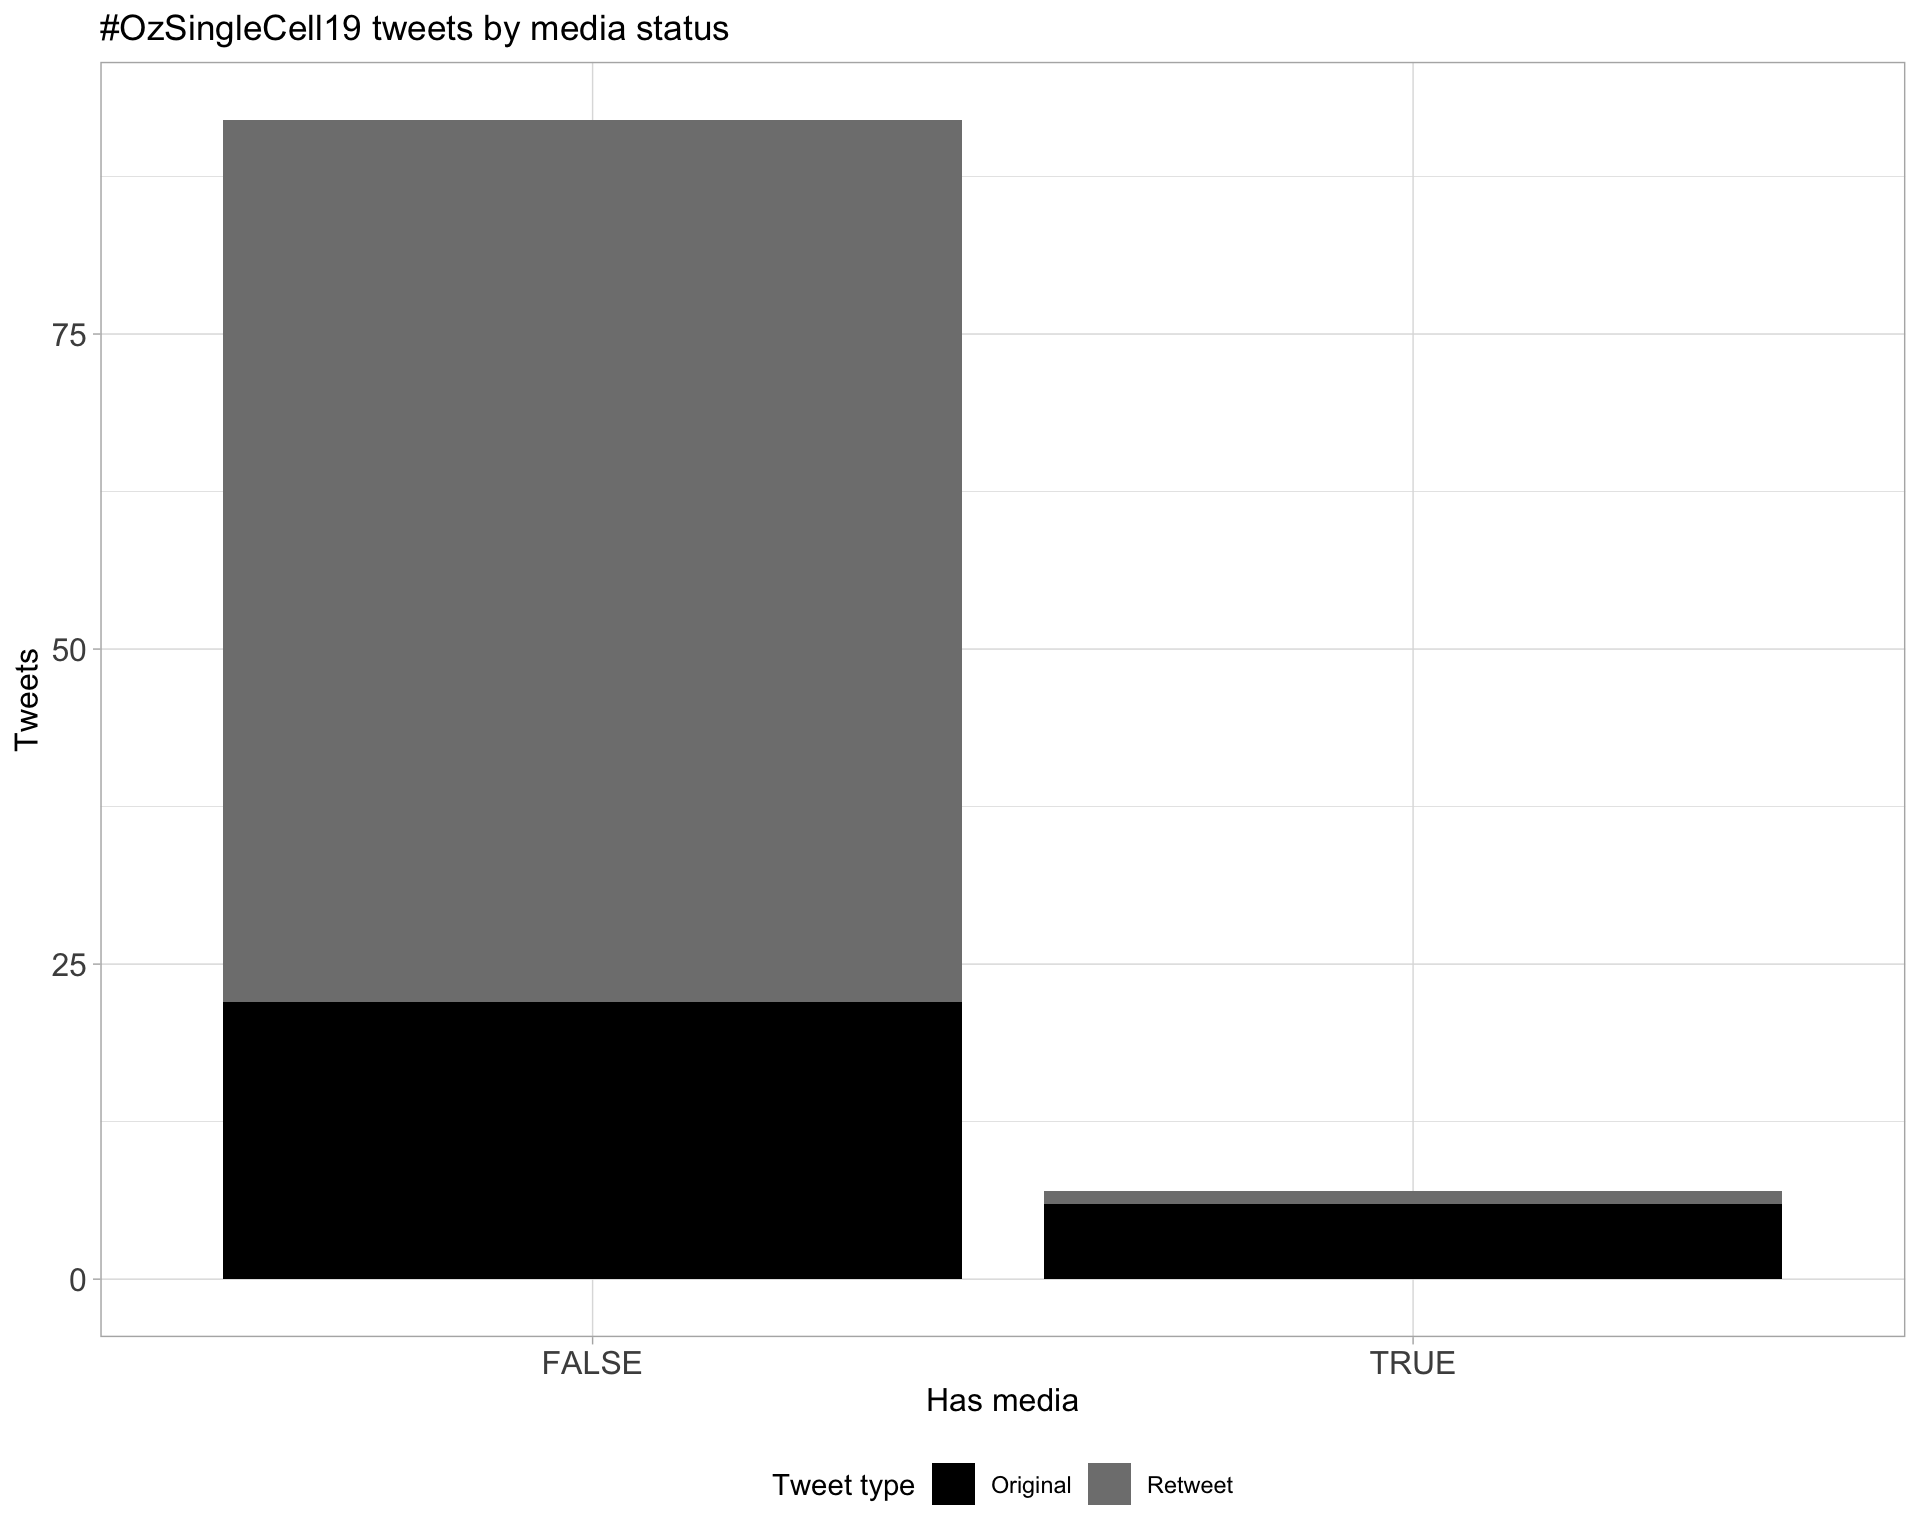 #OzSingleCell19 tweets by media status
75
50
25
0
Tweets
FALSE TRUE
Has media
Tweet type Original Retweet